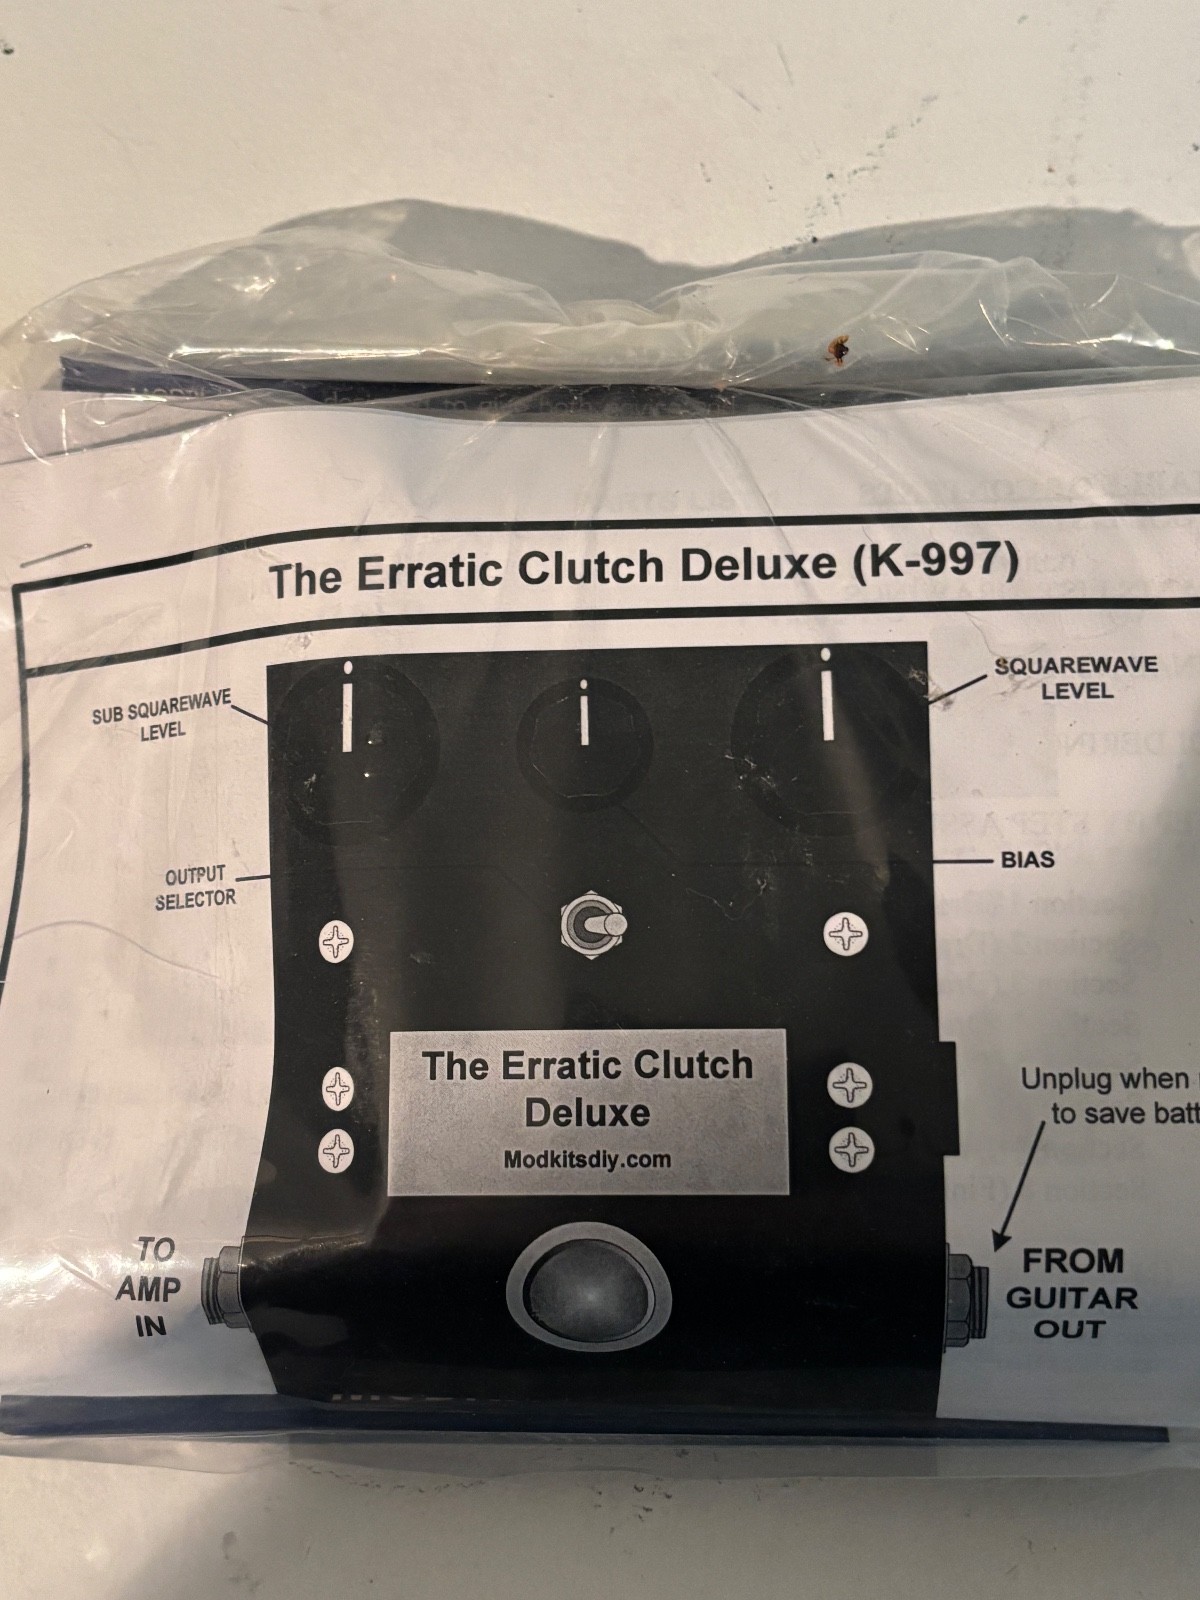 The Erratic Clutch Deluxe (K-997)
SUB SQUAREWAVE
LEVEL
SQUAREWAVE
LEVEL
OUTPUT
SELECTOR
BIAS
The Erratic Clutch
Deluxe
Modkitsdiy.com
Unplug when
to save batt
TO
AMP
IN
FROM
GUITAR
OUT